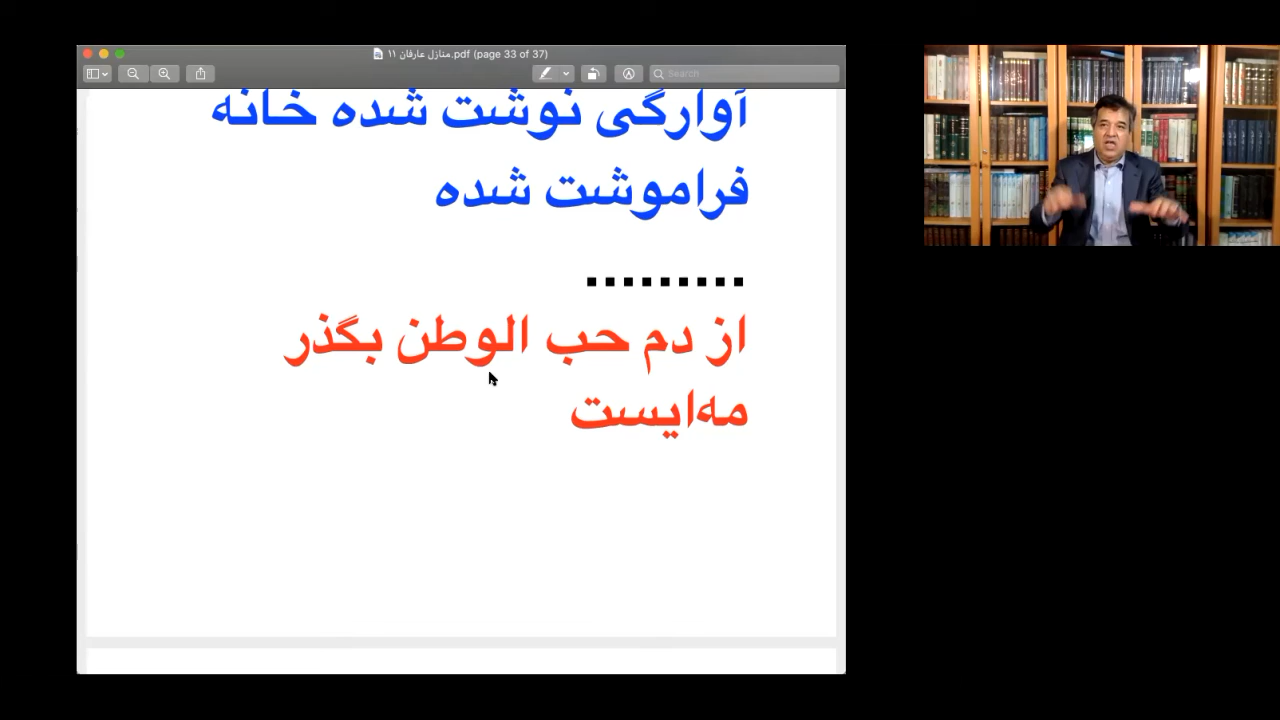 منازل عارفان ۱۱.pdf (page 33 of 37)
Search
آوارگی نوشت شده خانه
فراموشت شده
.........
از دم حب الوطن بگذر
مه‌ایست